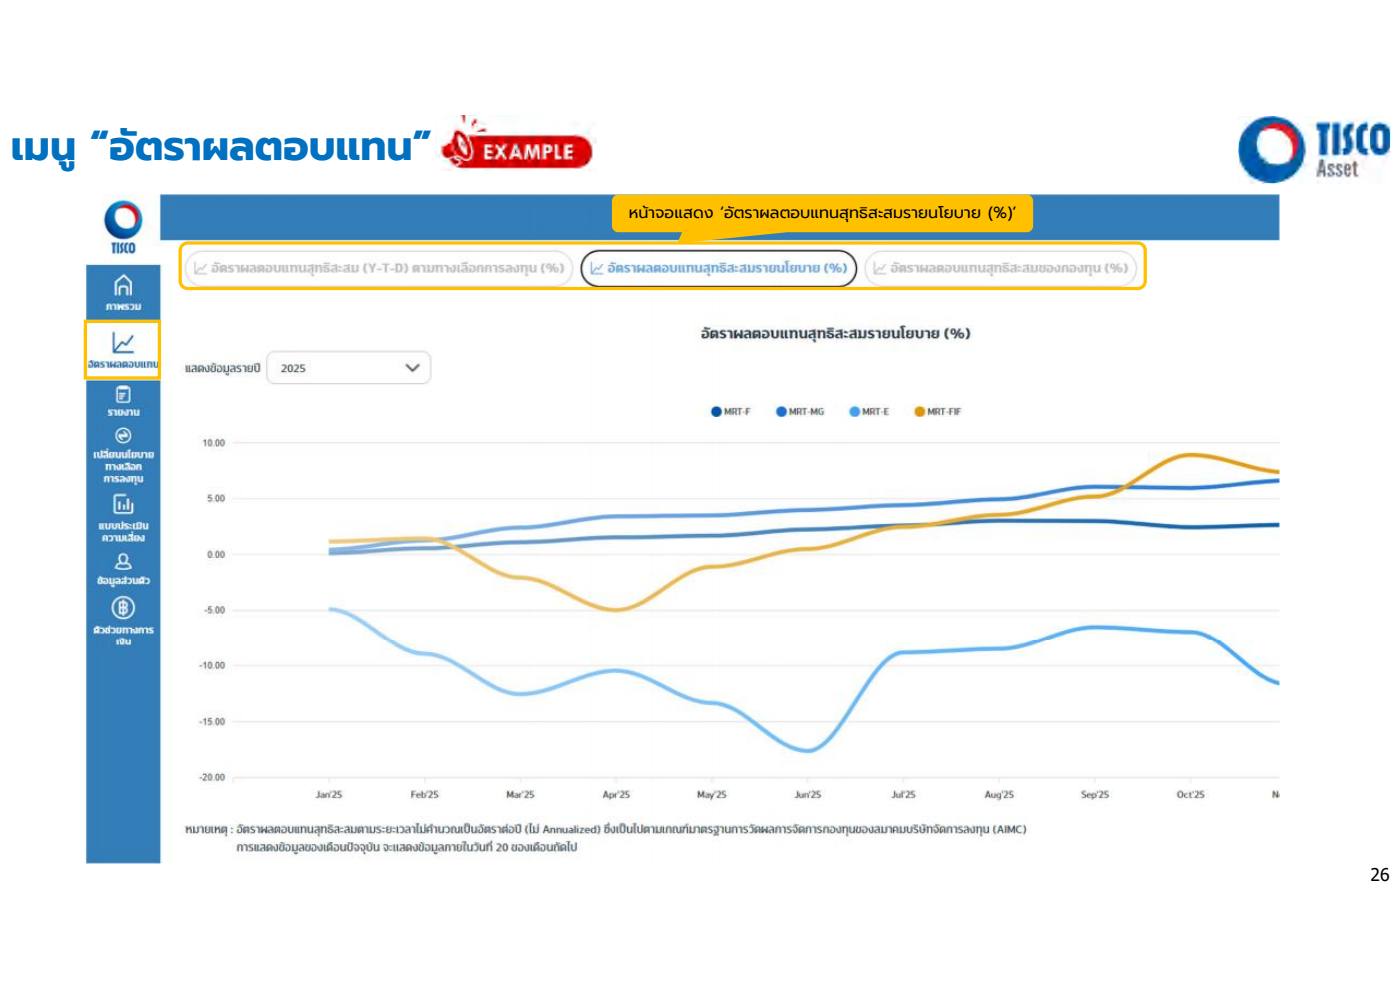 เมนู “อัตราผลตอบแทน”
EXAMPLE
TISCO
Asset
TISCO
หน้าจอแสดง ‘อัตราผลตอบแทนสุทธิสะสมรายนโยบาย (%)’
อัตราผลตอบแทนสุทธิสะสม (Y-T-D) ตามทางเลือกการลงทุน (%)
อัตราผลตอบแทนสุทธิสะสมรายนโยบาย (%)
อัตราผลตอบแทนสุทธิสะสมของกองทุน (%)
ภาพรวม
อัตราผลตอบแทน
รายงาน
เปลี่ยนนโยบาย
ทางเลือก
การลงทุน
แบบประเมิน
ความเสี่ยง
ข้อมูลส่วนตัว
ตัวช่วยทางการ
เงิน
อัตราผลตอบแทนสุทธิสะสมรายนโยบาย (%)
แสดงข้อมูลรายปี 2025
MRT-F MRT-MG MRT-E MRT-FIF
10.00
5.00
0.00
-5.00
-10.00
-15.00
-20.00
Jan'25 Feb'25 Mar'25 Apr'25 May'25 Jun'25 Jul'25 Aug'25 Sep'25 Oct'25 N
หมายเหตุ : อัตราผลตอบแทนสุทธิสะสมตามระยะเวลาไม่คำนวณเป็นอัตราต่อปี (ไม่ Annualized) ซึ่งเป็นไปตามเกณฑ์มาตรฐานการวัดผลการจัดการกองทุนของสมาคมบริษัทจัดการลงทุน (AIMC)
การแสดงข้อมูลของเดือนปัจจุบัน จะแสดงข้อมูลภายในวันที่ 20 ของเดือนถัดไป
26